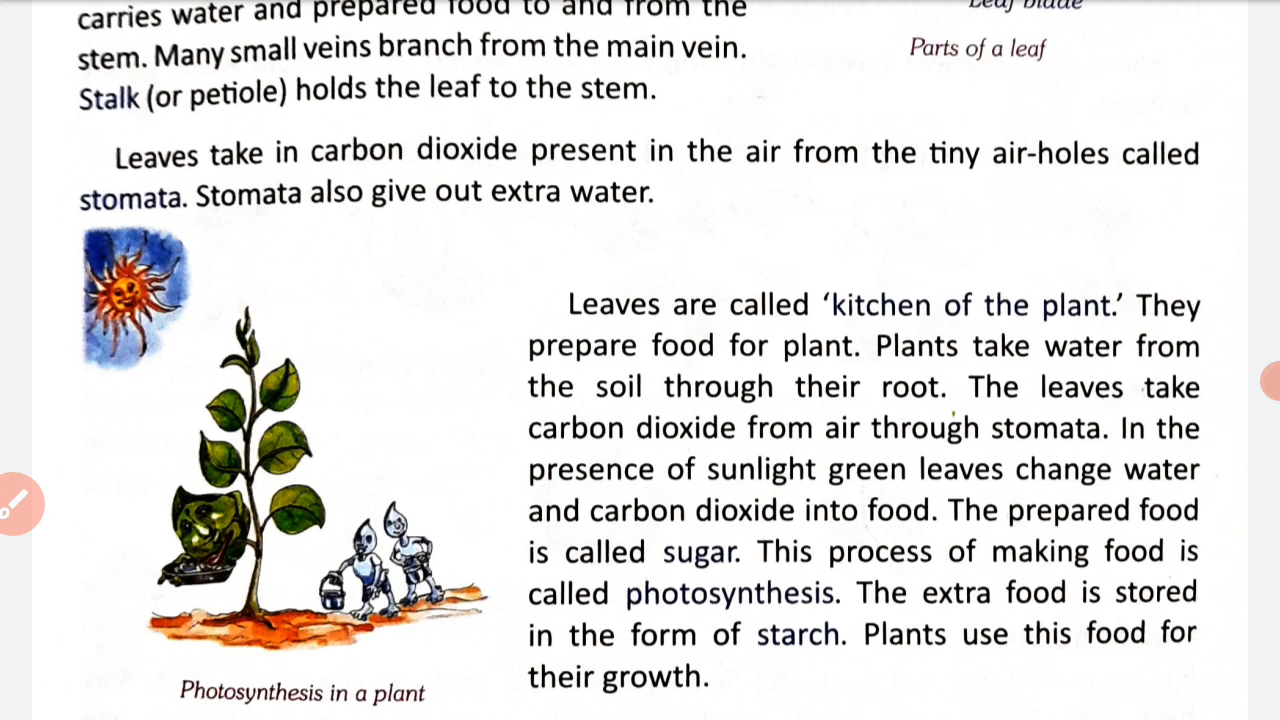 carries water and prepared food to and from the
stem. Many small veins branch from the main vein.
Stalk (or petiole) holds the leaf to the stem.
Leaf blade
Parts of a leaf
Leaves take in carbon dioxide present in the air from the tiny air-holes called
stomata. Stomata also give out extra water.
Leaves are called ‘kitchen of the plant.’ They
prepare food for plant. Plants take water from
the soil through their root. The leaves take
carbon dioxide from air through stomata. In the
presence of sunlight green leaves change water
and carbon dioxide into food. The prepared food
is called sugar. This process of making food is
called photosynthesis. The extra food is stored
in the form of starch. Plants use this food for
their growth.
Photosynthesis in a plant